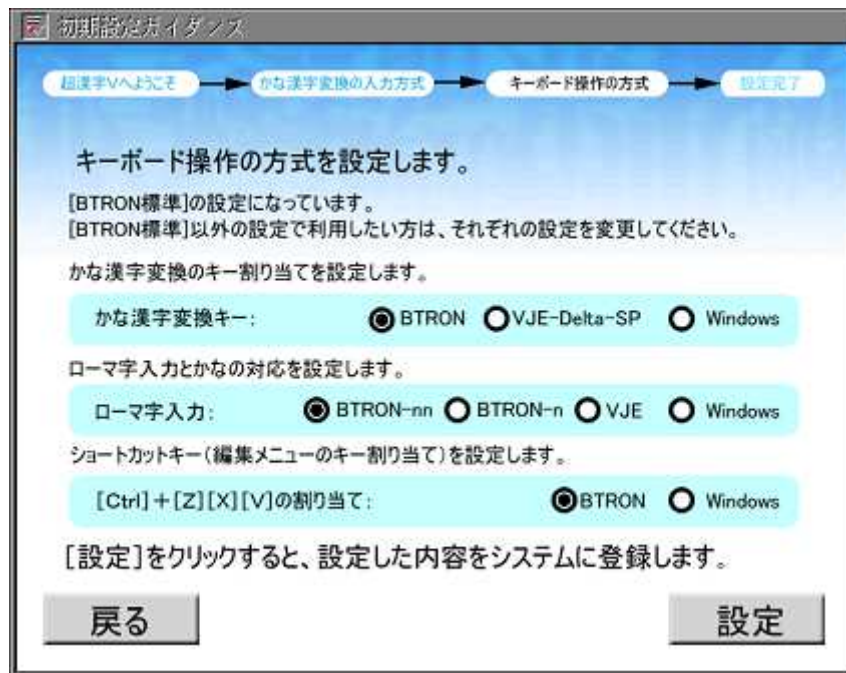 初期設定ガイダンス
超漢字Vへようこそ かな漢字変換の入力方式 キーボード操作の方式 設定完了
キーボード操作の方式を設定します。
[BTRON標準]の設定になっています。
[BTRON標準]以外の設定で利用したい方は、それぞれの設定を変更してください。
かな漢字変換のキー割り当てを設定します。
かな漢字変換キー: BTRON VJE-Delta-SP Windows
ローマ字入力とかなの対応を設定します。
ローマ字入力: BTRON-nn BTRON-n VJE Windows
ショートカットキー(編集メニューのキー割り当て)を設定します。
[Ctrl]+[Z][X][V]の割り当て: BTRON Windows
[設定]をクリックすると、設定した内容をシステムに登録します。
戻る 設定